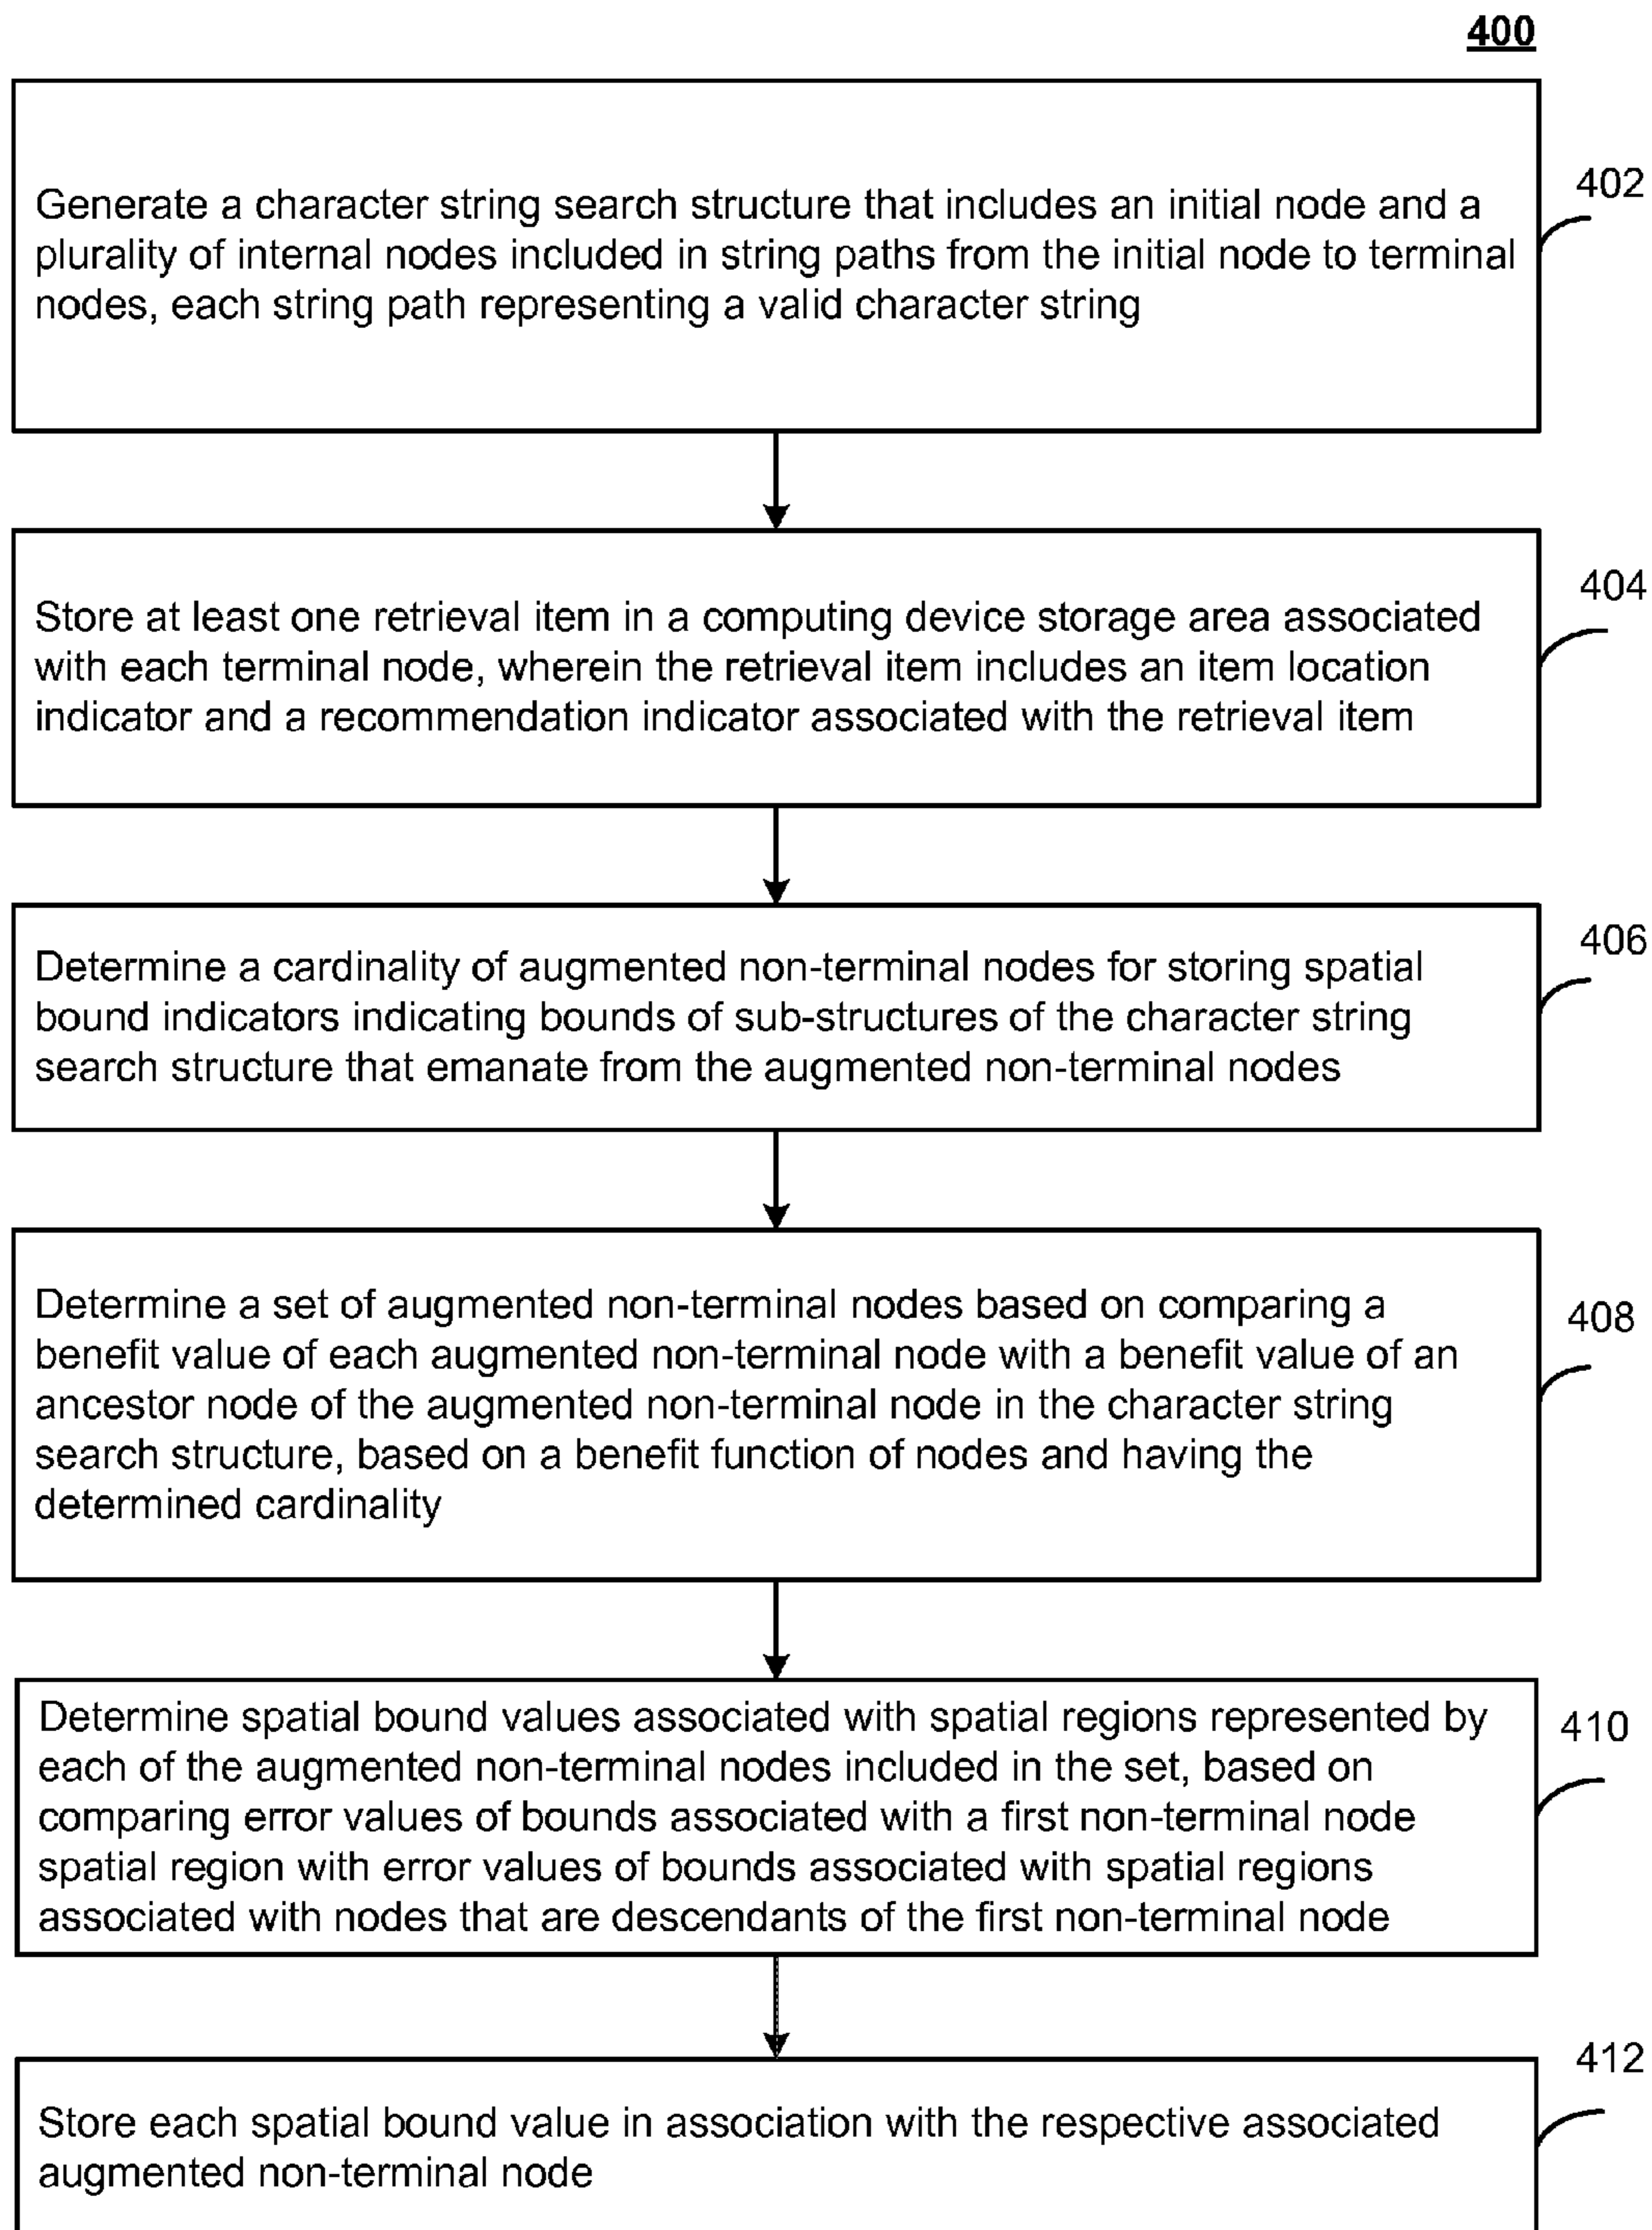 400
Generate a character string search structure that includes an initial node and a
plurality of internal nodes included in string paths from the initial node to terminal
nodes, each string path representing a valid character string
402
Store at least one retrieval item in a computing device storage area associated
with each terminal node, wherein the retrieval item includes an item location
indicator and a recommendation indicator associated with the retrieval item
404
Determine a cardinality of augmented non-terminal nodes for storing spatial
bound indicators indicating bounds of sub-structures of the character string
search structure that emanate from the augmented non-terminal nodes
406
Determine a set of augmented non-terminal nodes based on comparing a
benefit value of each augmented non-terminal node with a benefit value of an
ancestor node of the augmented non-terminal node in the character string
search structure, based on a benefit function of nodes and having the
determined cardinality
408
Determine spatial bound values associated with spatial regions represented by
each of the augmented non-terminal nodes included in the set, based on
comparing error values of bounds associated with a first non-terminal node
spatial region with error values of bounds associated with spatial regions
associated with nodes that are descendants of the first non-terminal node
410
Store each spatial bound value in association with the respective associated
augmented non-terminal node
412